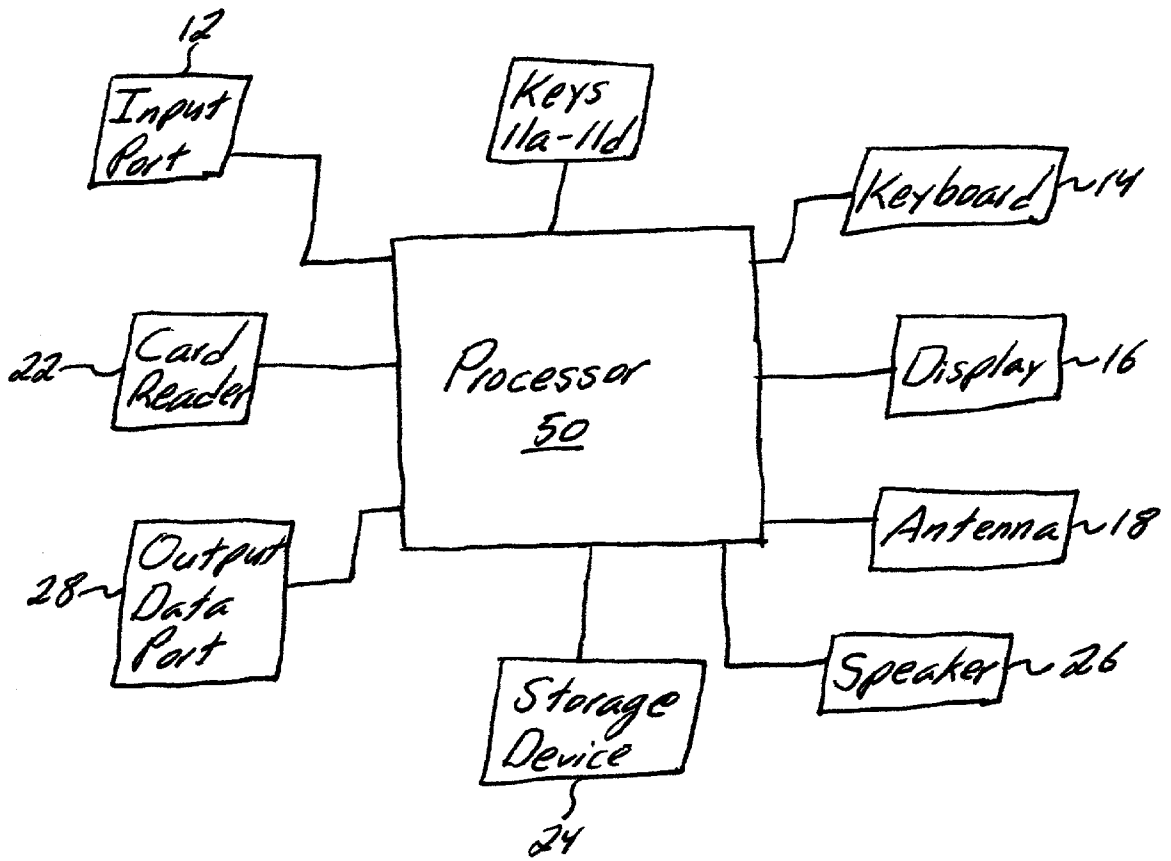 12
Input
Port
Keys
11a-11d
Keyboard 14
Card
Reader
22
Processor
50
Display 16
Output
Data
Port
28
Antenna 18
Storage
Device
24
Speaker 26